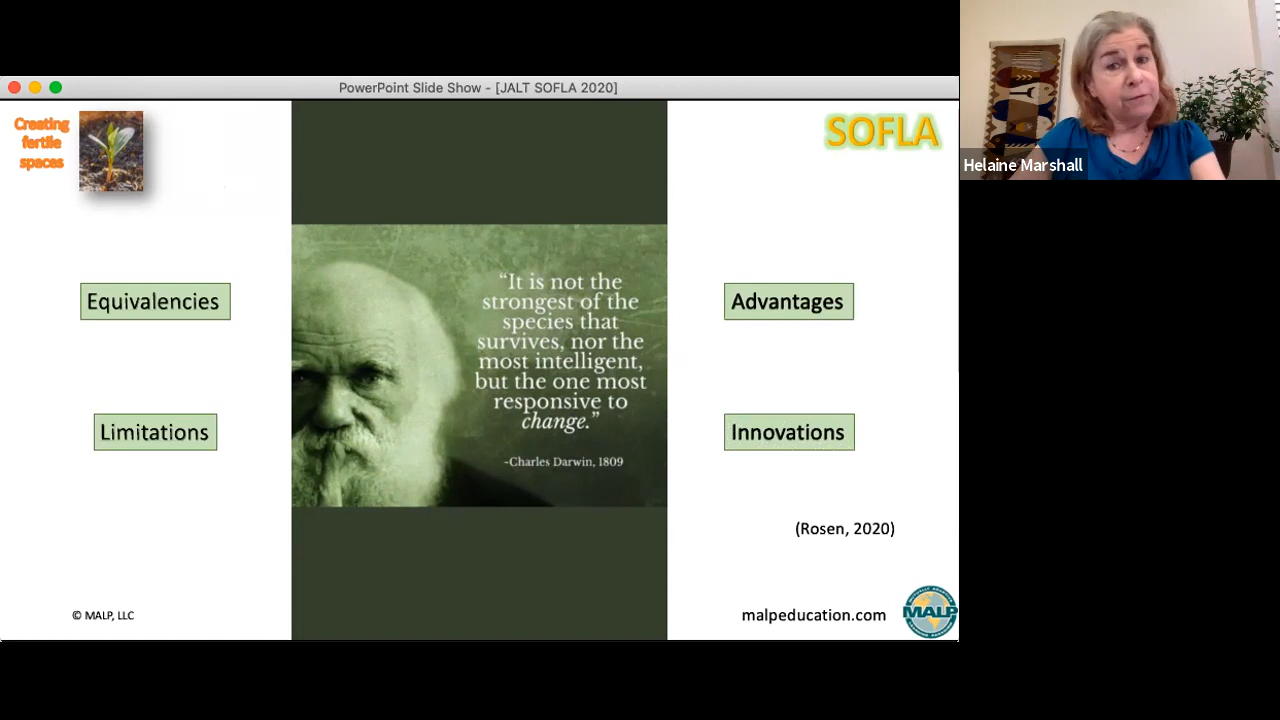 PowerPoint Slide Show - [JALT SOFLA 2020]
Creating
fertile
spaces
SOFLA
Helaine Marshall
Equivalencies
Limitations
“It is not the
strongest of the
species that
survives, nor the
most intelligent,
but the one most
responsive to
change.”
-Charles Darwin, 1809
Advantages
Innovations
(Rosen, 2020)
© MALP, LLC
malpeducation.com
MALP